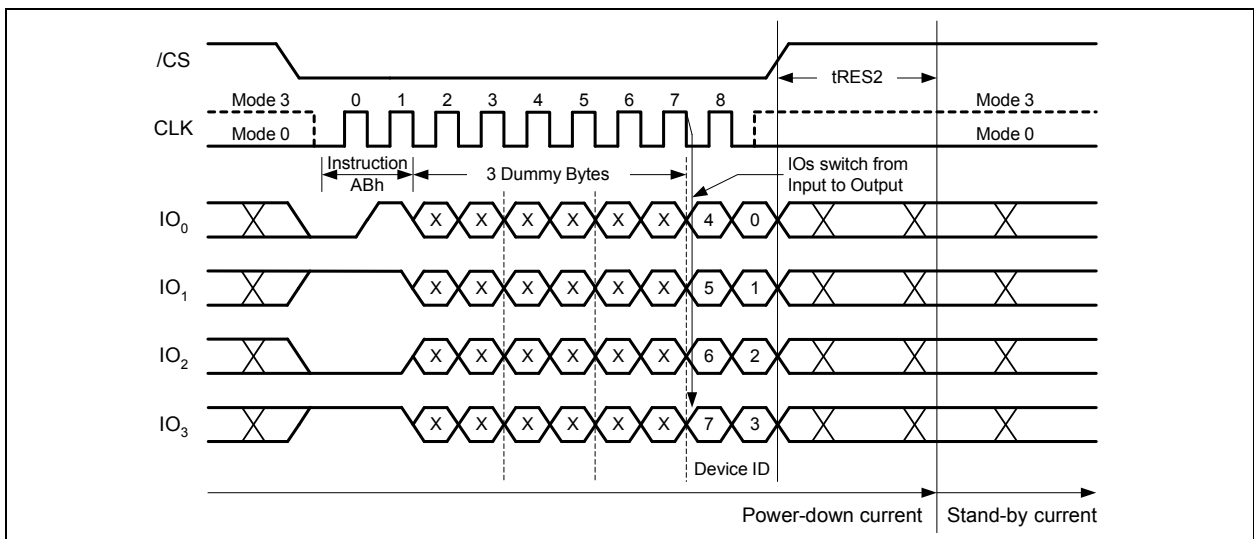 /CS
tRES2
Mode 3 0 1 2 3 4 5 6 7 8 Mode 3
CLK
Mode 0 Mode 0
Instruction
ABh
3 Dummy Bytes
IOs switch from
Input to Output
IO0 X X X X X X 4 0
IO1 X X X X X X 5 1
IO2 X X X X X X 6 2
IO3 X X X X X X 7 3
Device ID
Power-down current Stand-by current